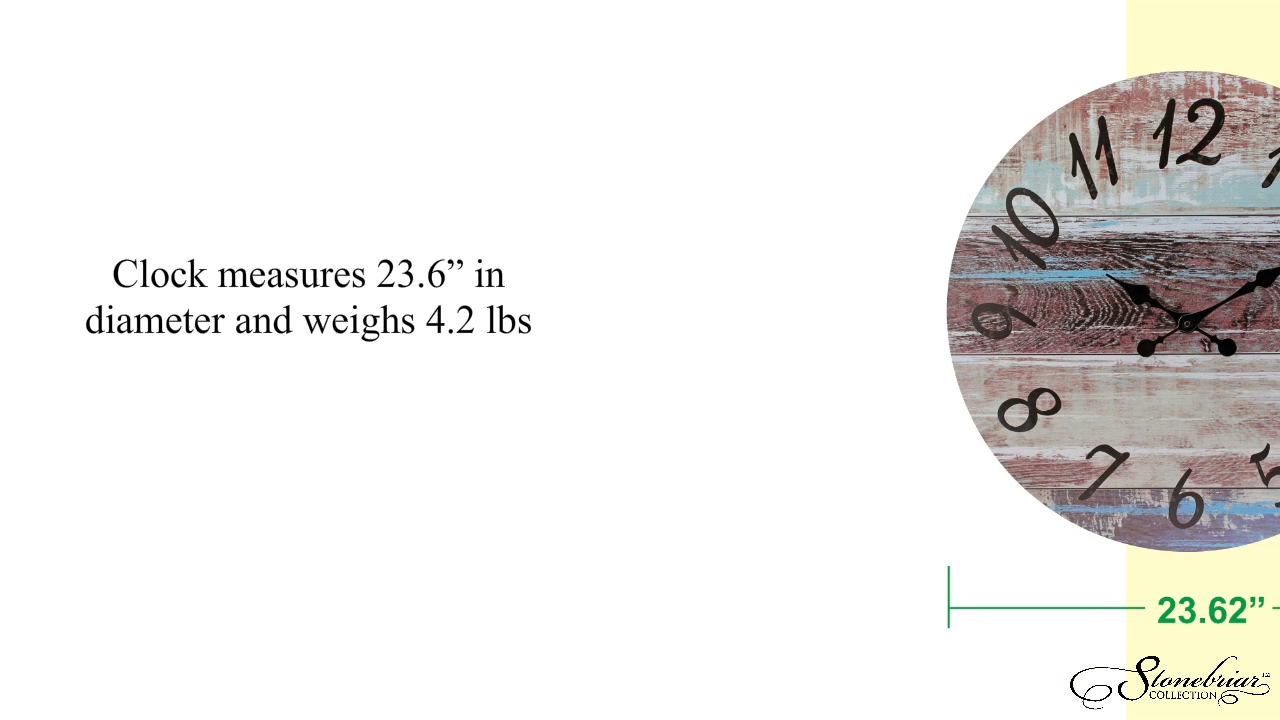 Clock measures 23.6” in
diameter and weighs 4.2 lbs
12
11
10
9
8
7
6
5
23.62”
Stonebriar™
COLLECTION